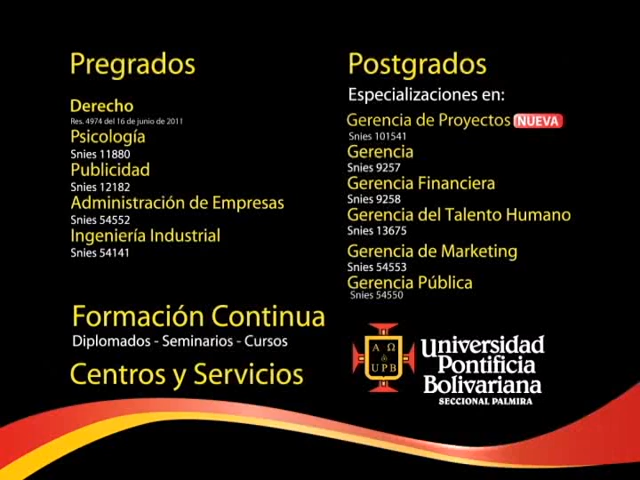 Pregrados
Derecho
Res. 4974 del 16 de junio de 2011
Psicología
Snies 11880
Publicidad
Snies 12182
Administración de Empresas
Snies 54552
Ingeniería Industrial
Snies 54141
Formación Continua
Diplomados - Seminarios - Cursos
Centros y Servicios
Postgrados
Especializaciones en:
Gerencia de Proyectos NUEVA
Snies 101541
Gerencia
Snies 9257
Gerencia Financiera
Snies 9258
Gerencia del Talento Humano
Snies 13675
Gerencia de Marketing
Snies 54553
Gerencia Pública
Snies 54550
Α Ω
&
UPB
Universidad
Pontificia
Bolivariana
SECCIONAL PALMIRA